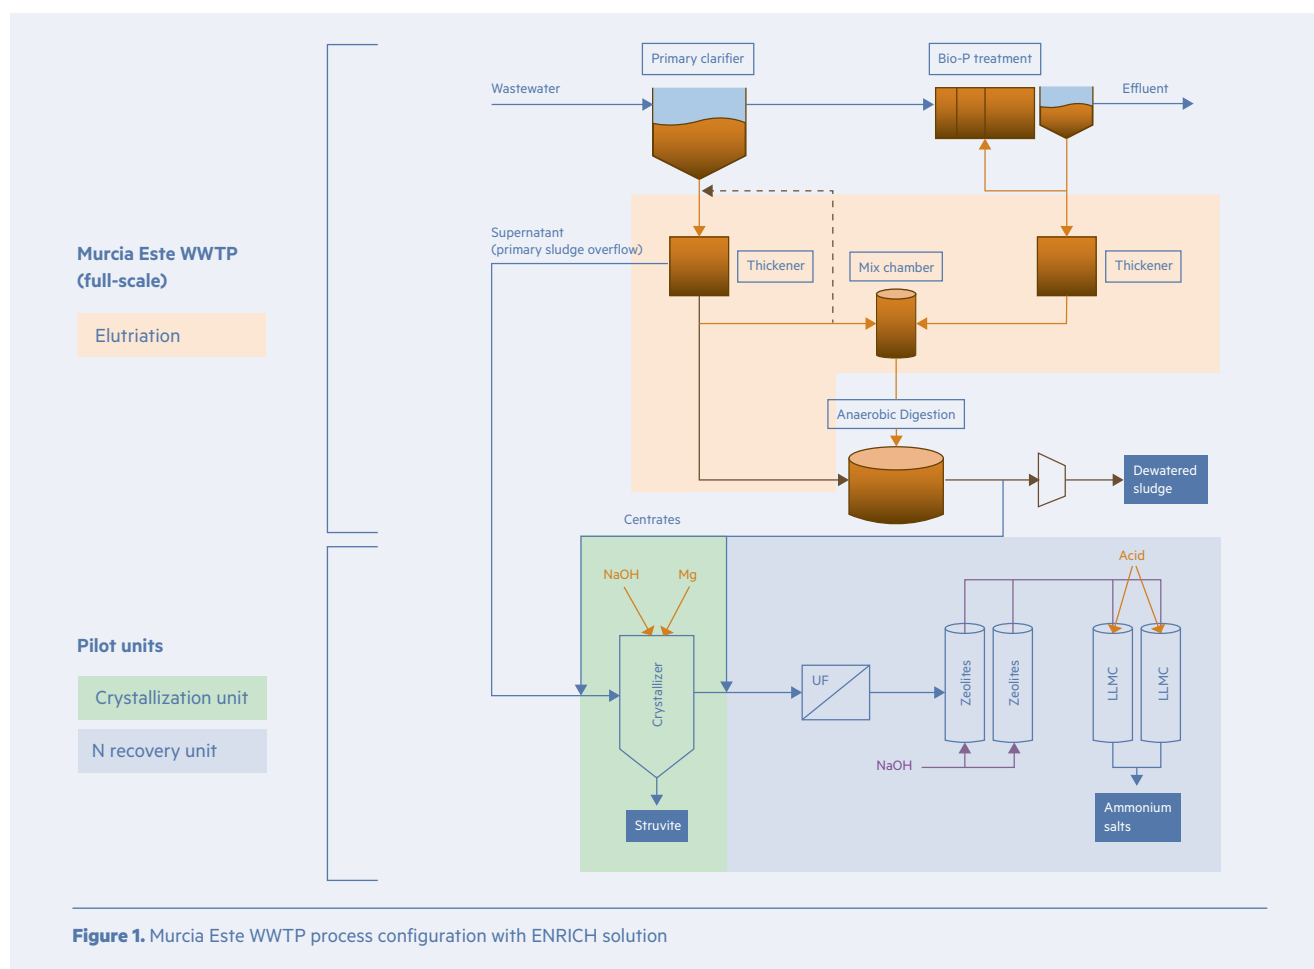 Primary clarifier
Bio-P treatment
Wastewater
Effluent
Supernatant
(primary sludge overflow)
Thickener
Mix chamber
Thickener
Murcia Este WWTP
(full-scale)
Elutriation
Anaerobic Digestion
Dewatered
sludge
Centrates
NaOH
Mg
Acid
Pilot units
Crystallization unit
N recovery unit
Crystallizer
UF
Zeolites
Zeolites
LLMC
LLMC
NaOH
Struvite
Ammonium
salts
Figure 1. Murcia Este WWTP process configuration with ENRICH solution